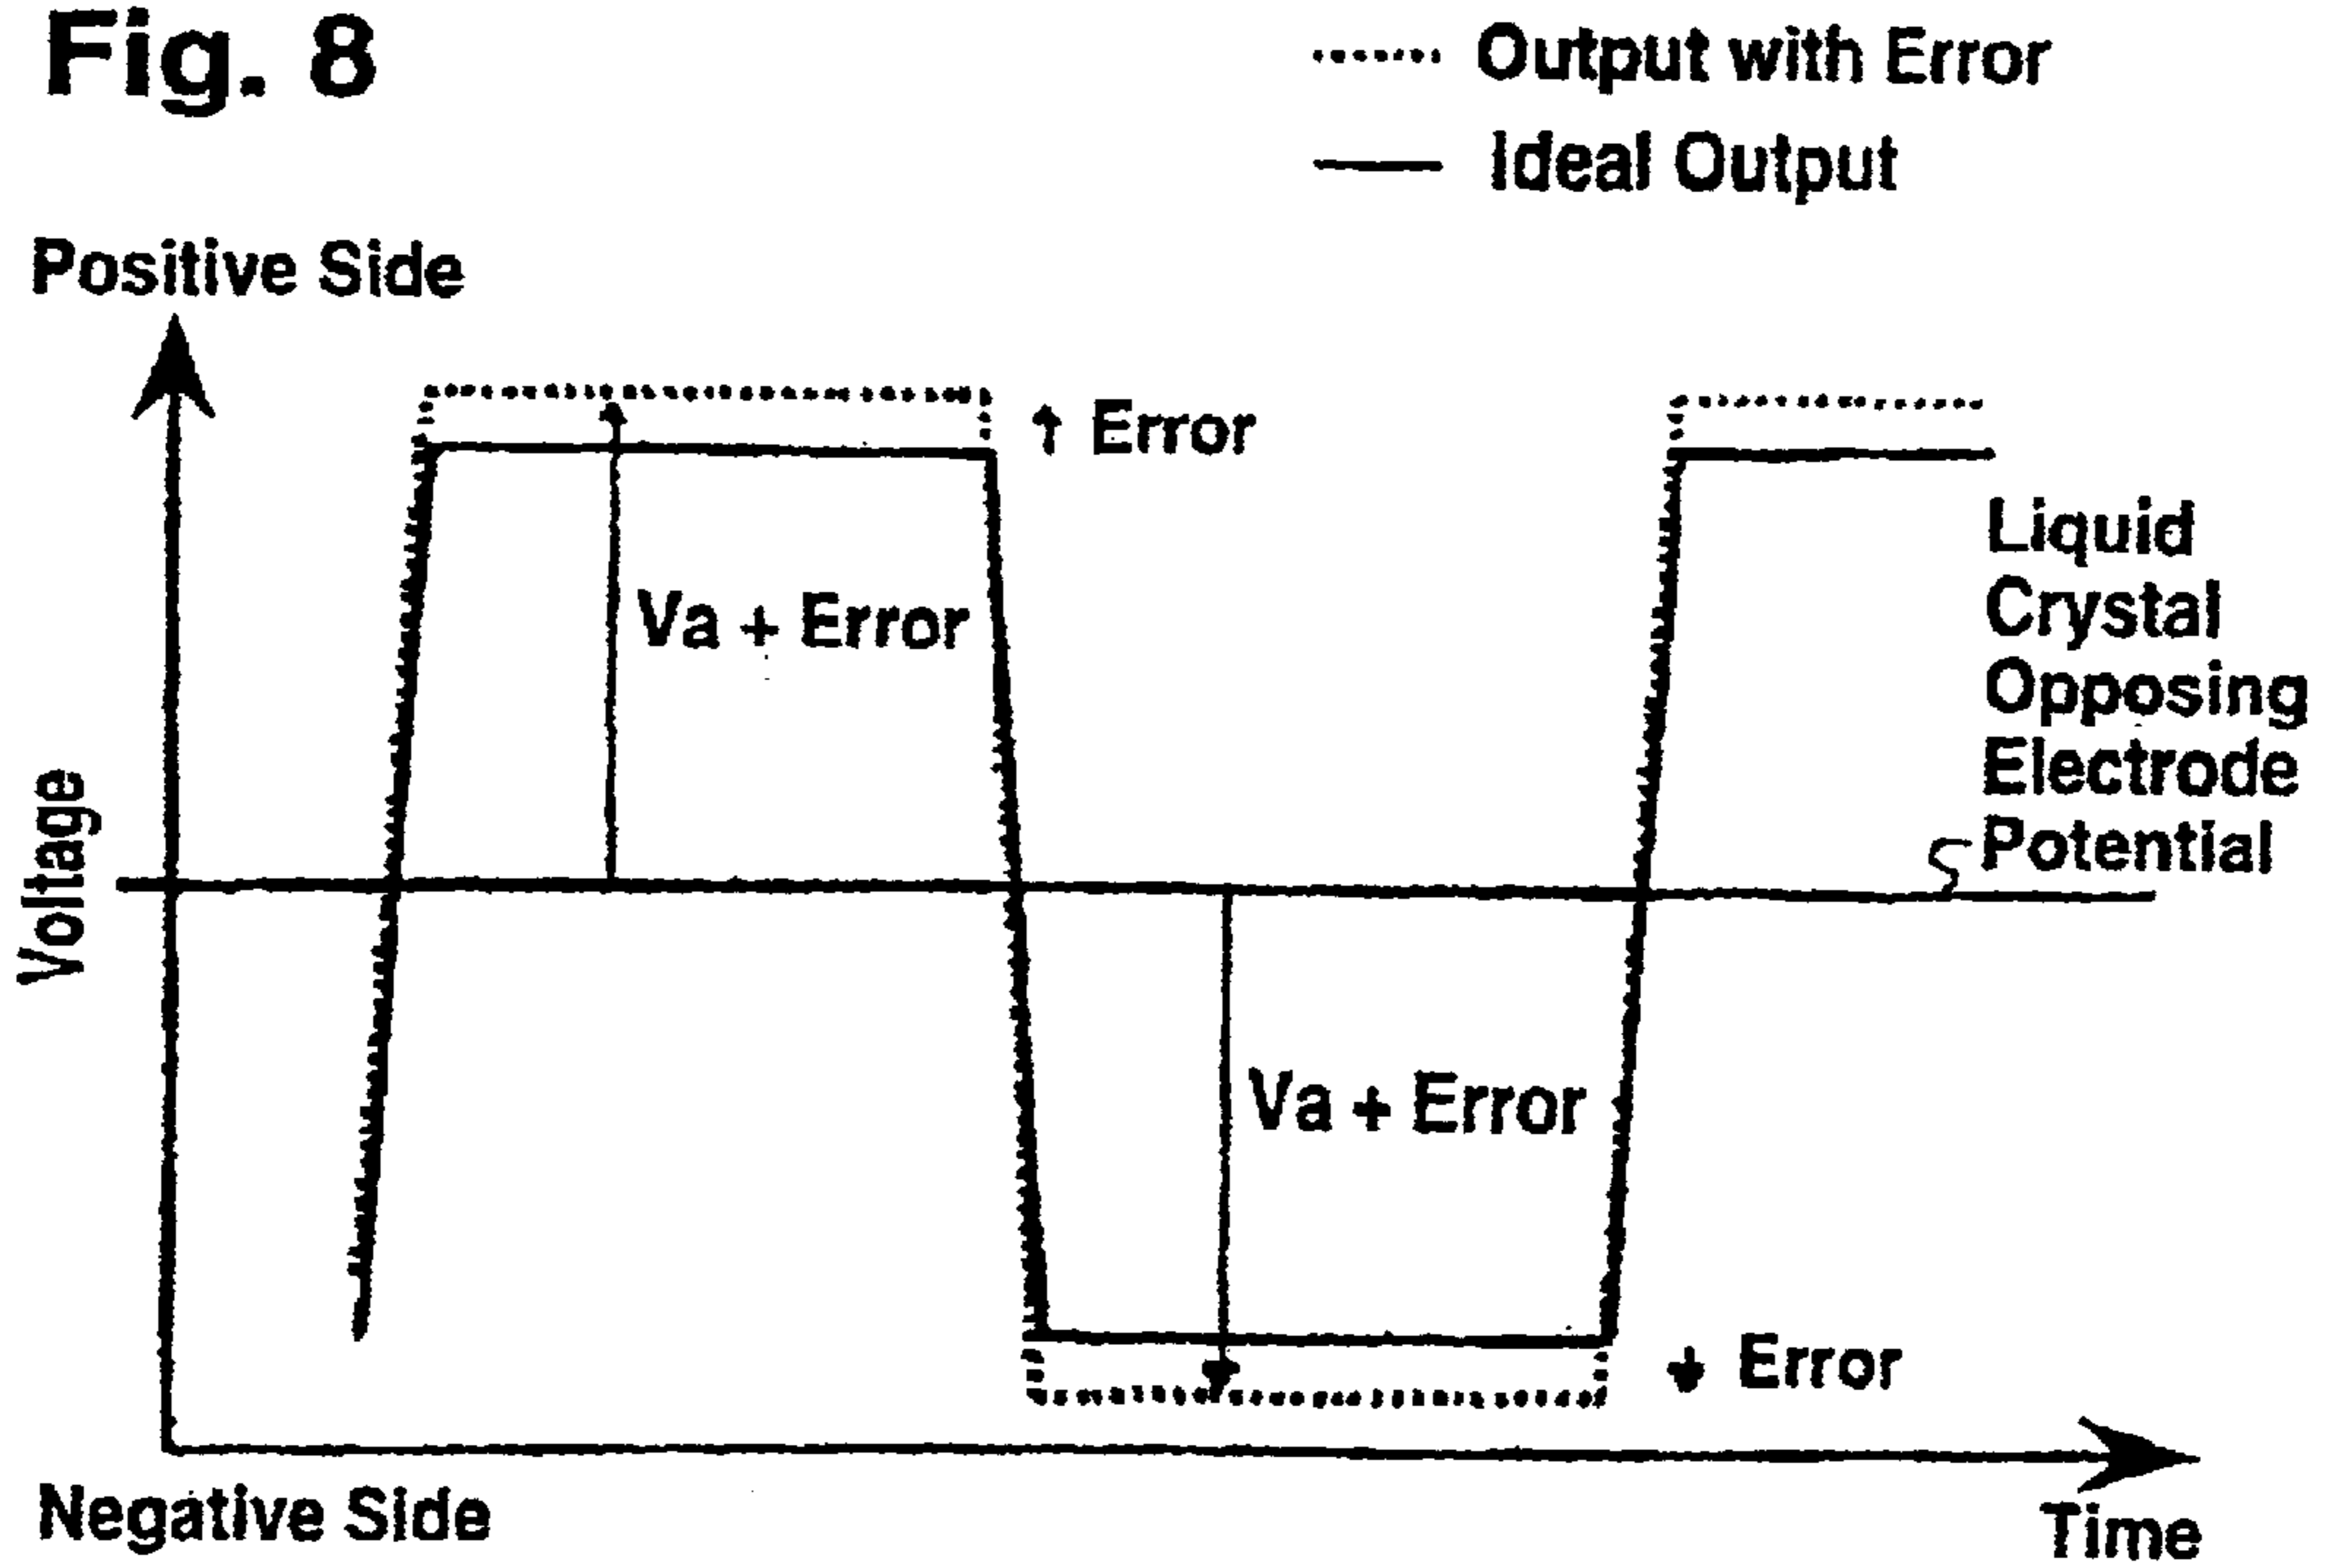 Fig. 8
Output with Error
Ideal Output
Positive Side
Error
Va + Error
Liquid
Crystal
Opposing
Electrode
Potential
Voltage
Va + Error
Error
Negative Side
Time